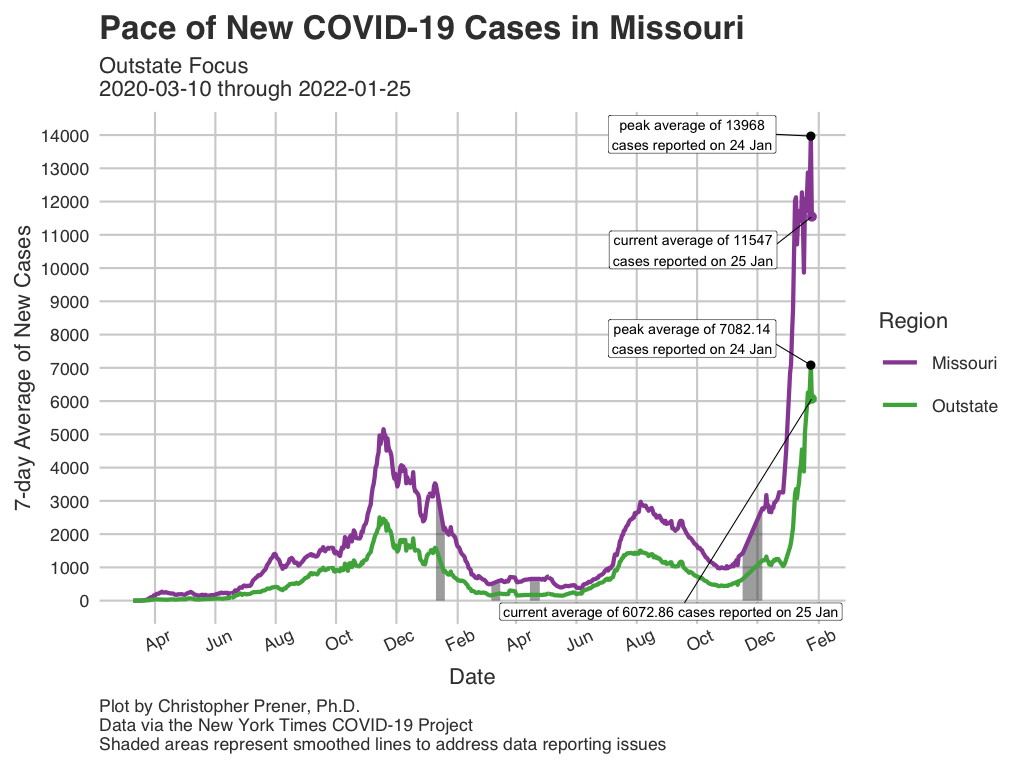 Pace of New COVID-19 Cases in Missouri
Outstate Focus
2020-03-10 through 2022-01-25
7-day Average of New Cases
14000
13000
12000
11000
10000
9000
8000
7000
6000
5000
4000
3000
2000
1000
0
peak average of 13968
cases reported on 24 Jan
current average of 11547
cases reported on 25 Jan
peak average of 7082.14
cases reported on 24 Jan
current average of 6072.86 cases reported on 25 Jan
Region
Missouri
Outstate
Apr
Jun
Aug
Oct
Dec
Feb
Apr
Jun
Aug
Oct
Dec
Feb
Date
Plot by Christopher Prener, Ph.D.
Data via the New York Times COVID-19 Project
Shaded areas represent smoothed lines to address data reporting issues